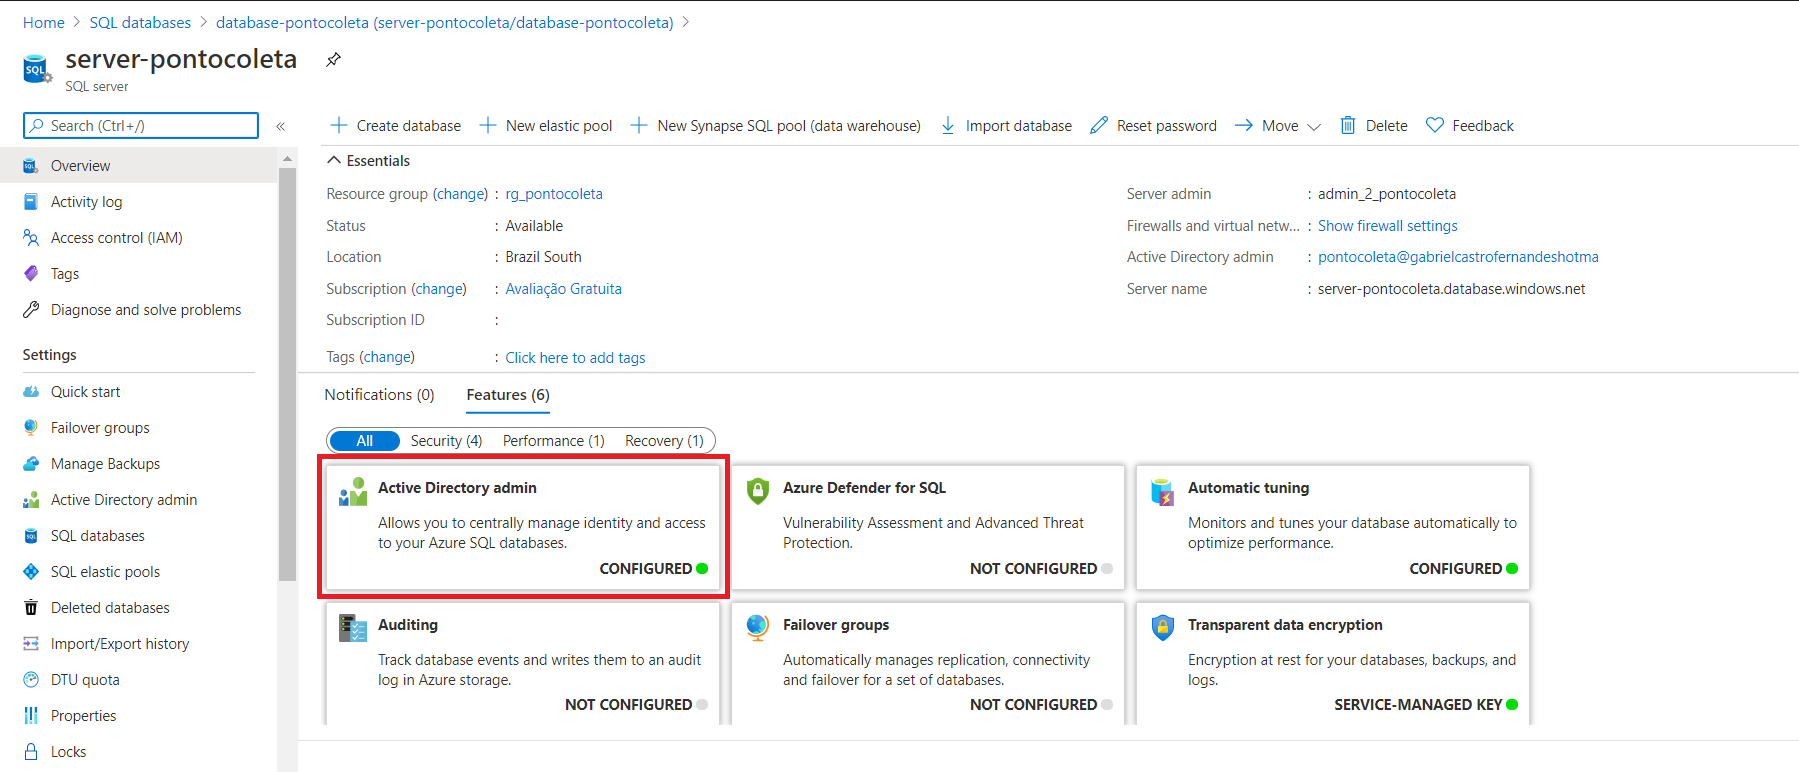 Home > SQL databases > database-pontocoleta (server-pontocoleta/database-pontocoleta) >
server-pontocoleta
SQL
SQL server
Search (Ctrl+/)
«
Overview
Activity log
Access control (IAM)
Tags
Diagnose and solve problems
Settings
Quick start
Failover groups
Manage Backups
Active Directory admin
SQL databases
SQL elastic pools
Deleted databases
Import/Export history
DTU quota
Properties
Locks
Create database
New elastic pool
New Synapse SQL pool (data warehouse)
Import database
Reset password
Move
Delete
Feedback
Essentials
Resource group (change) : rg_pontocoleta
Status : Available
Location : Brazil South
Subscription (change) : Avaliação Gratuita
Subscription ID :
Tags (change) : Click here to add tags
Server admin : admin_2_pontocoleta
Firewalls and virtual netw... : Show firewall settings
Active Directory admin : pontocoleta@gabrielcastrofernandeshotma
Server name : server-pontocoleta.database.windows.net
Notifications (0)
Features (6)
All
Security (4)
Performance (1)
Recovery (1)
Active Directory admin
Allows you to centrally manage identity and access
to your Azure SQL databases.
CONFIGURED
Azure Defender for SQL
Vulnerability Assessment and Advanced Threat
Protection.
NOT CONFIGURED
Automatic tuning
Monitors and tunes your database automatically to
optimize performance.
CONFIGURED
Auditing
Track database events and writes them to an audit
log in Azure storage.
NOT CONFIGURED
Failover groups
Automatically manages replication, connectivity
and failover for a set of databases.
NOT CONFIGURED
Transparent data encryption
Encryption at rest for your databases, backups, and
logs.
SERVICE-MANAGED KEY